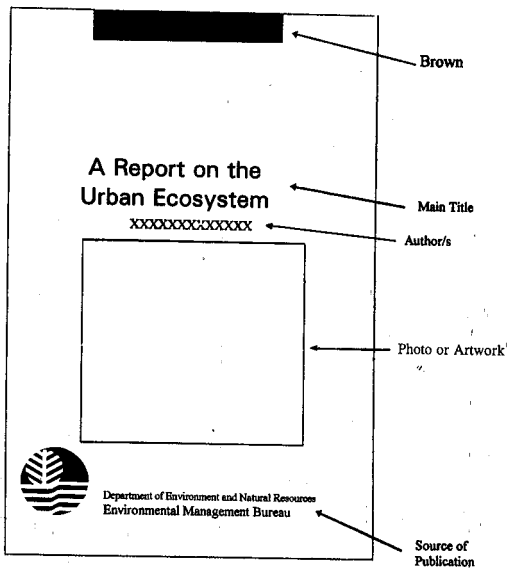 Brown
A Report on the
Urban Ecosystem
Main Title
XXXXXXXXXXXXX
Author/s
Photo or Artwork
Department of Environment and Natural Resources
Environmental Management Bureau
Source of
Publication